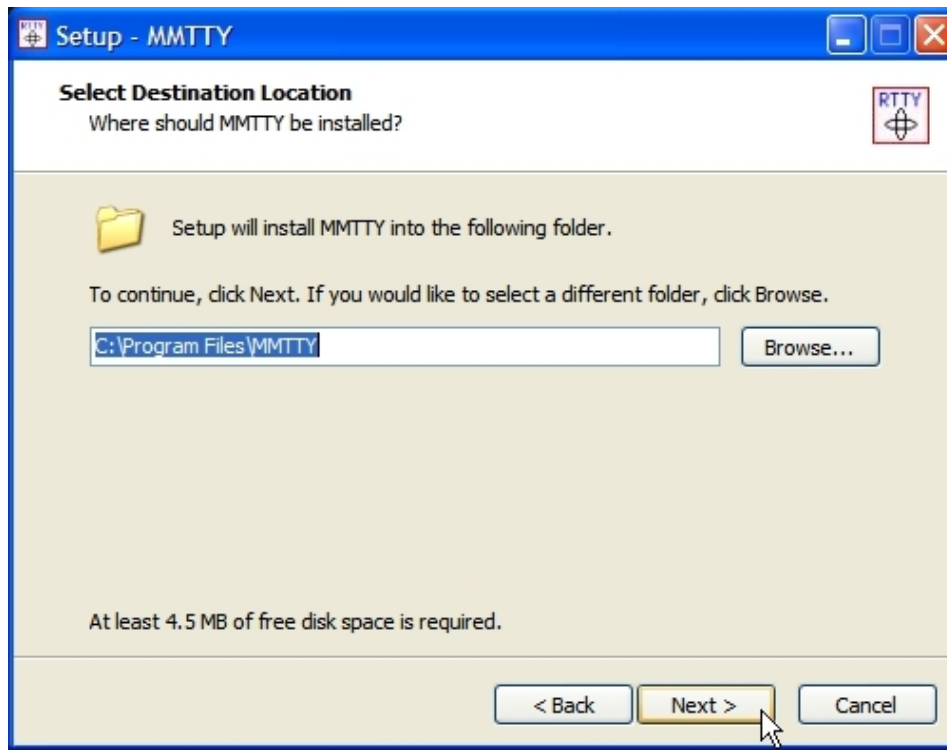 RTTY
Setup - MMTTY
Select Destination Location
Where should MMTTY be installed?
RTTY
Setup will install MMTTY into the following folder.
To continue, click Next. If you would like to select a different folder, click Browse.
C:\Program Files\MMTTY
Browse...
At least 4.5 MB of free disk space is required.
< Back
Next >
Cancel